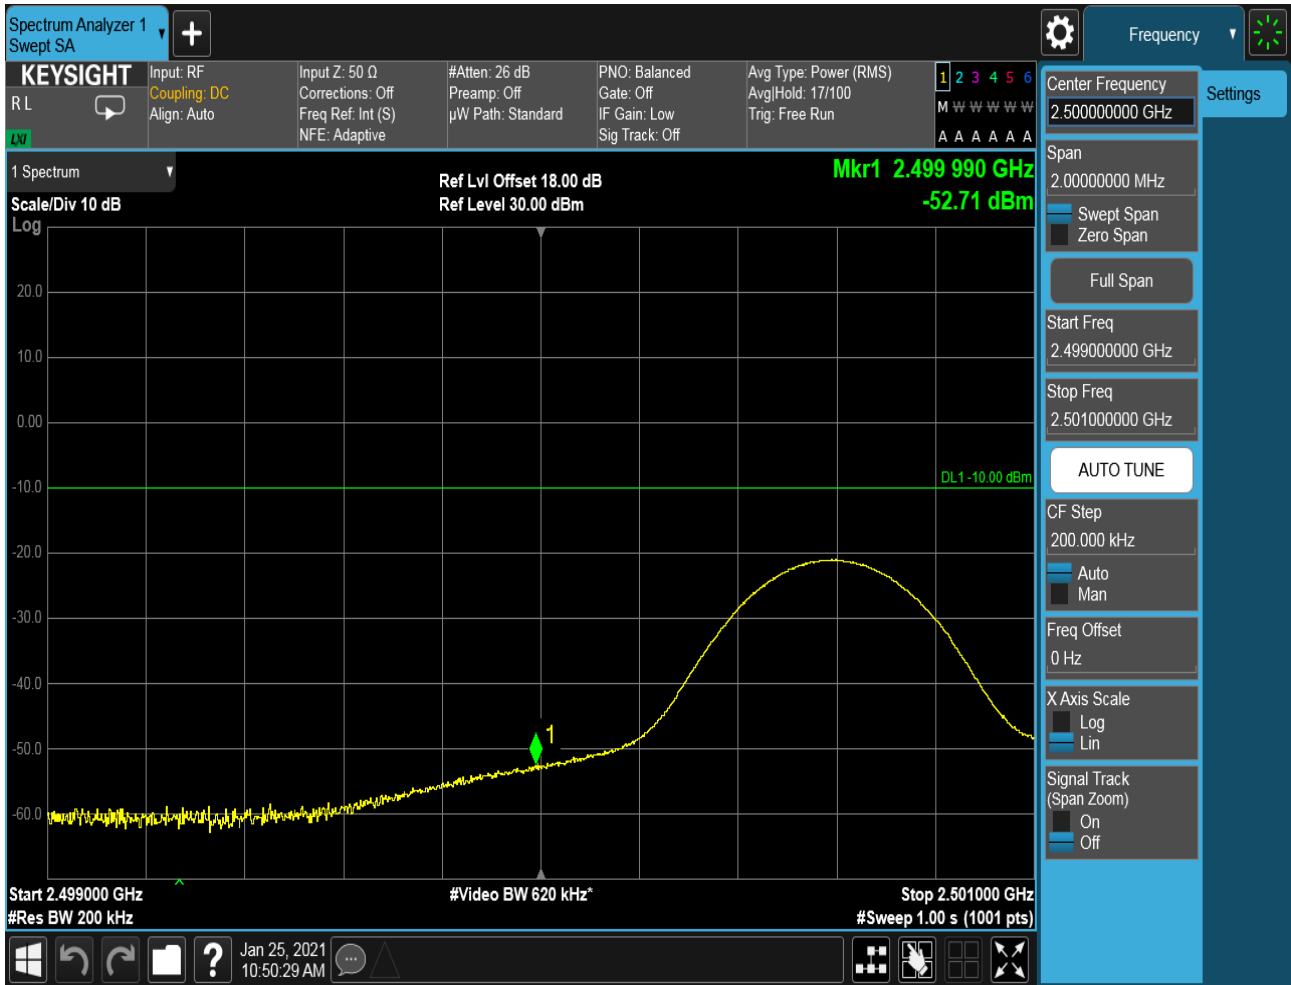 Spectrum Analyzer 1
Swept SA
Frequency
KEYSIGHT
R L
LXI
Input: RF
Coupling: DC
Align: Auto
Input Z: 50 Ω
Corrections: Off
Freq Ref: Int (S)
NFE: Adaptive
#Atten: 26 dB
Preamp: Off
µW Path: Standard
PNO: Balanced
Gate: Off
IF Gain: Low
Sig Track: Off
Avg Type: Power (RMS)
Avg|Hold: 17/100
Trig: Free Run
1 2 3 4 5 6
M W W W W W
A A A A A A
1 Spectrum
Scale/Div 10 dB
Log
Ref Lvl Offset 18.00 dB
Ref Level 30.00 dBm
Mkr1 2.499 990 GHz
-52.71 dBm
20.0
10.0
0.00
-10.0
-20.0
-30.0
-40.0
-50.0
-60.0
DL1 -10.00 dBm
1
Start 2.499000 GHz
#Res BW 200 kHz
#Video BW 620 kHz*
Stop 2.501000 GHz
#Sweep 1.00 s (1001 pts)
Center Frequency
2.500000000 GHz
Settings
Span
2.00000000 MHz
Swept Span
Zero Span
Full Span
Start Freq
2.499000000 GHz
Stop Freq
2.501000000 GHz
AUTO TUNE
CF Step
200.000 kHz
Auto
Man
Freq Offset
0 Hz
X Axis Scale
Log
Lin
Signal Track
(Span Zoom)
On
Off
?
Jan 25, 2021
10:50:29 AM